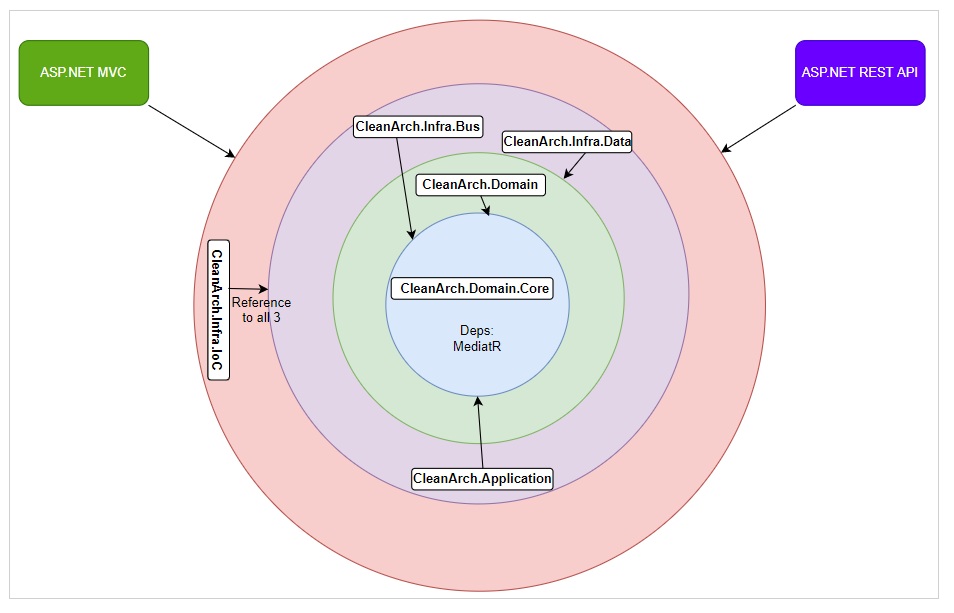 ASP.NET MVC
ASP.NET REST API
CleanArch.Infra.Bus
CleanArch.Infra.Data
CleanArch.Domain
CleanArch.Infra.IoC
Reference
to all 3
CleanArch.Domain.Core
Deps:
MediatR
CleanArch.Application